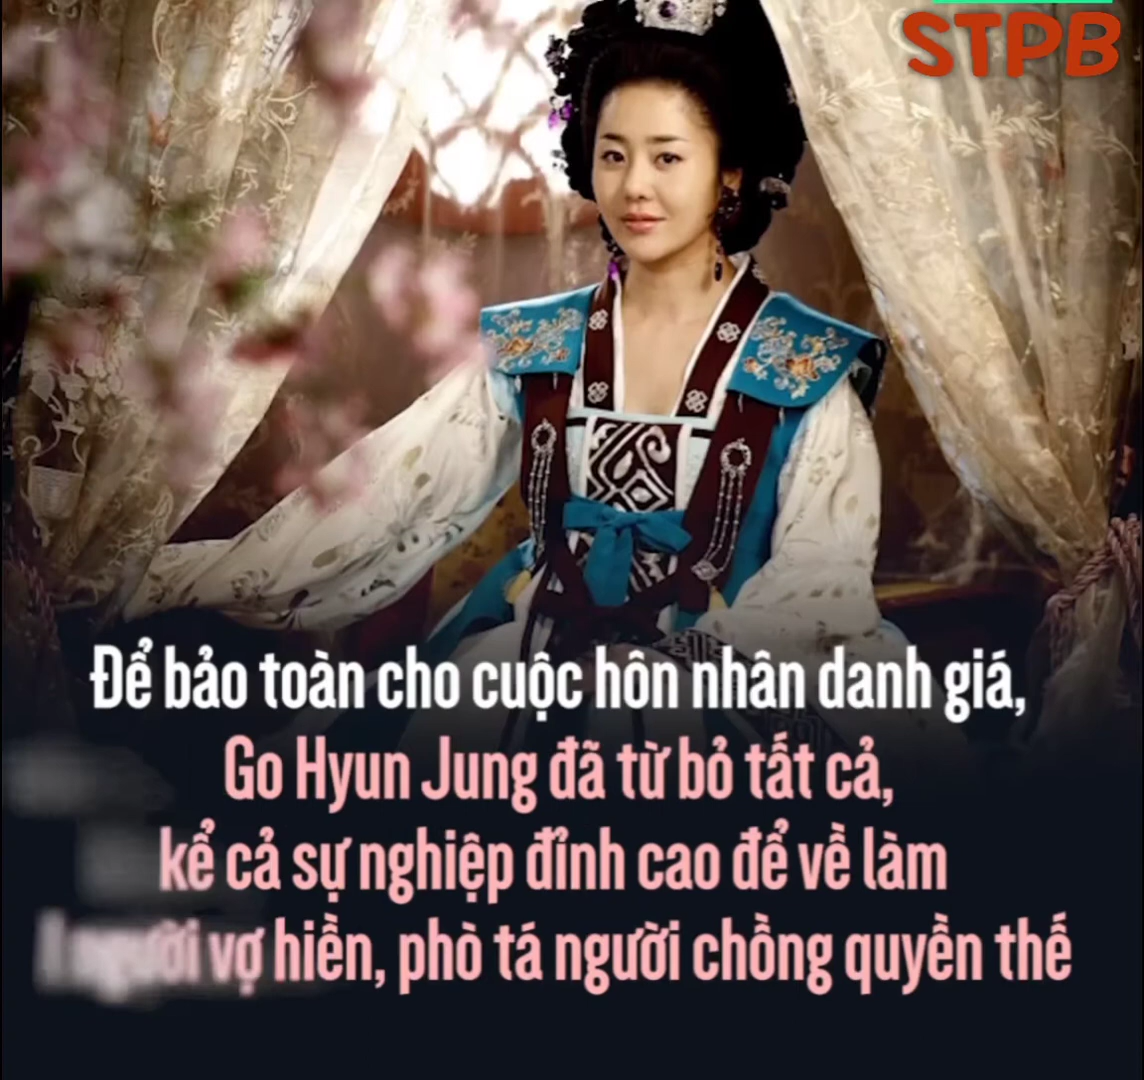 STPB
Để bảo toàn cho cuộc hôn nhân danh giá,
Go Hyun Jung đã từ bỏ tất cả,
kể cả sự nghiệp đỉnh cao để về làm
người vợ hiền, phò tá người chồng quyền thế